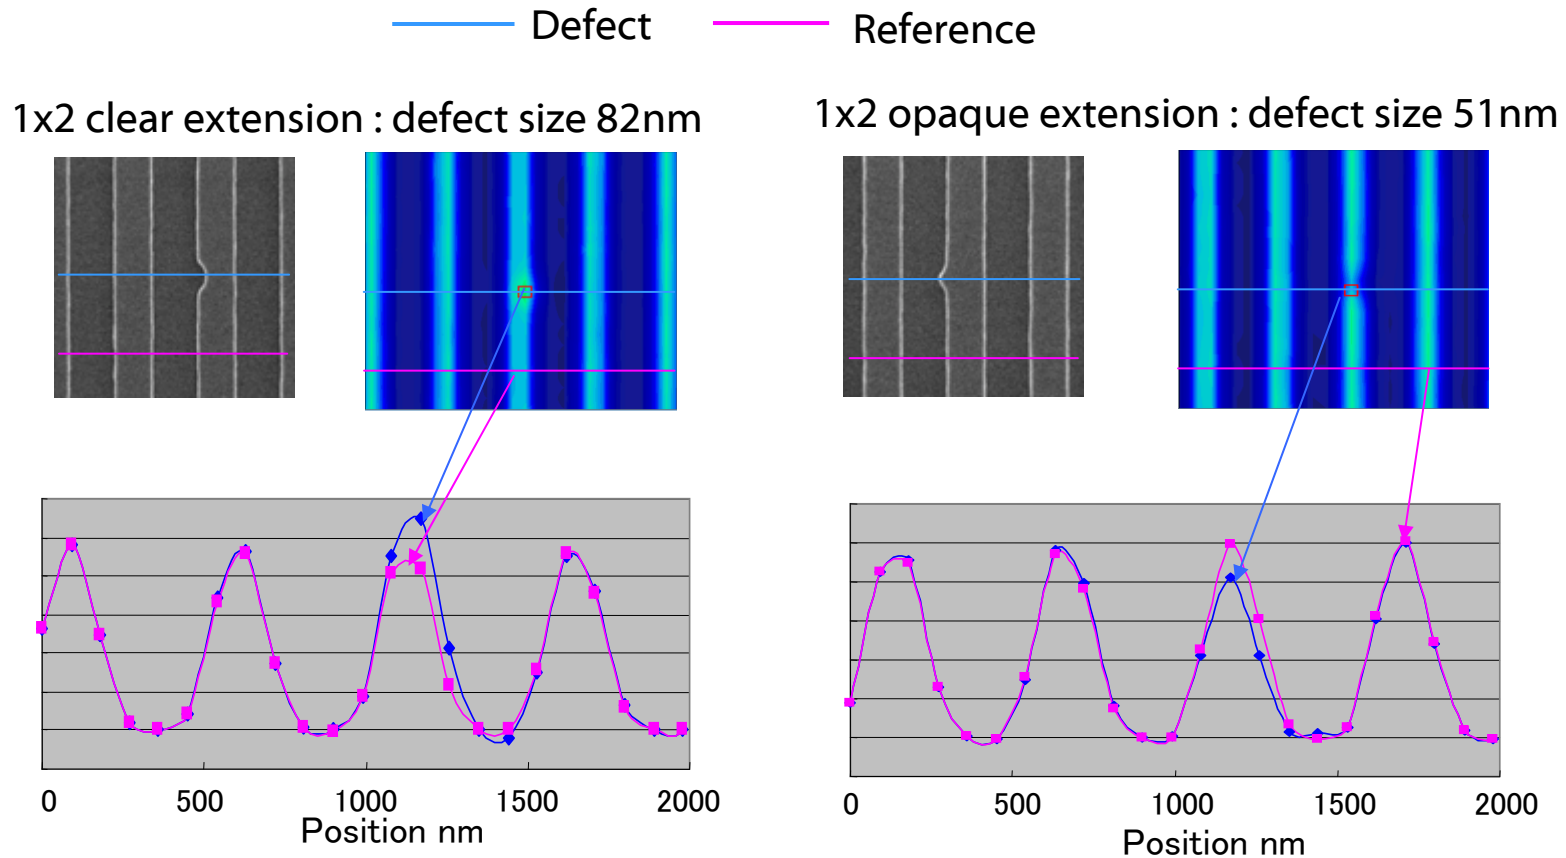 Defect Reference
1x2 clear extension : defect size 82nm
1x2 opaque extension : defect size 51nm
0 500 1000 1500 2000
Position nm
0 500 1000 1500 2000
Position nm